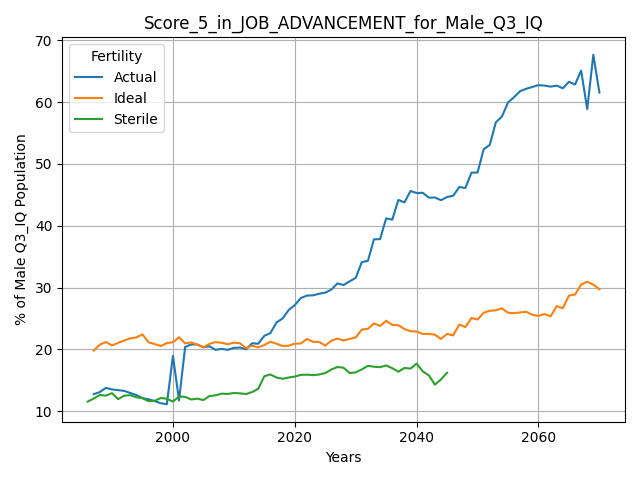 Score_5_in_JOB_ADVANCEMENT_for_Male_Q3_IQ
Fertility
Actual
Ideal
Sterile
% of Male Q3_IQ Population
70
60
50
40
30
20
10
2000
2020
2040
2060
Years